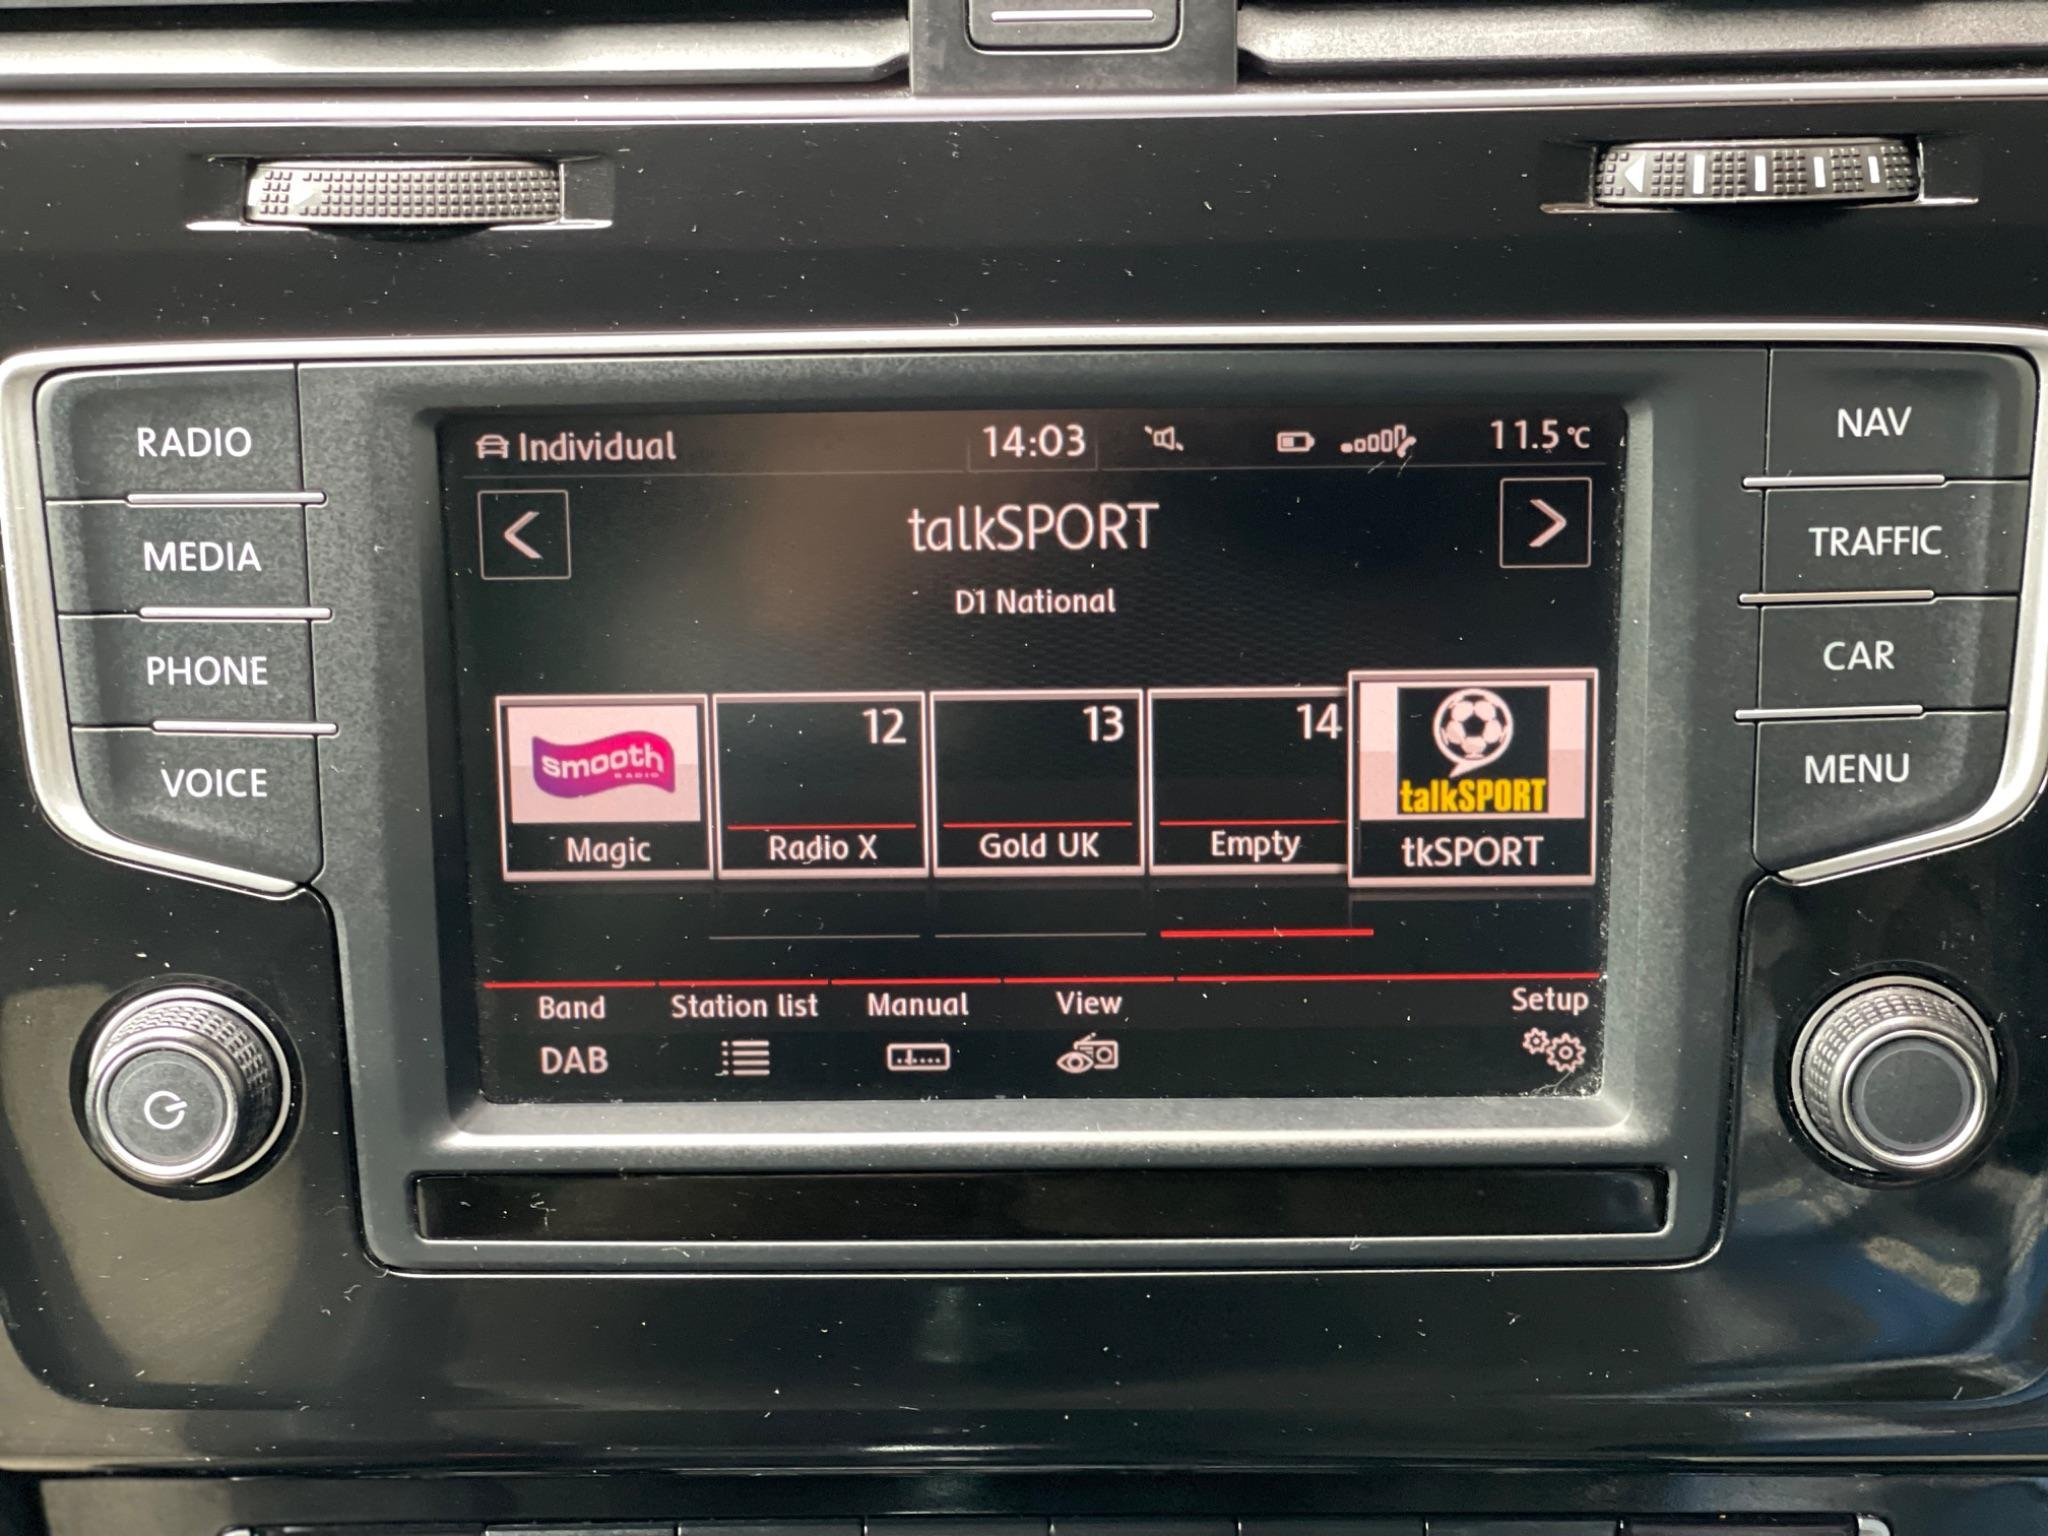 RADIO
MEDIA
PHONE
VOICE
Individual 14:03 11.5°C
talkSPORT
D1 National
smooth
RADIO
Magic
12
Radio X
13
Gold UK
14
Empty
talkSPORT
tkSPORT
Band
DAB
Station list
Manual
View
Setup
NAV
TRAFFIC
CAR
MENU